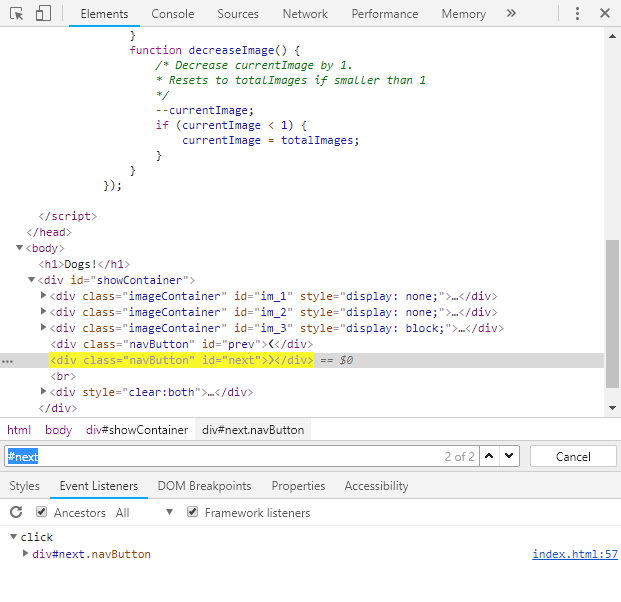 Elements Console Sources Network Performance Memory »
}
function decreaseImage() {
/* Decrease currentImage by 1.
* Resets to totalImages if smaller than 1
*/
--currentImage;
if (currentImage < 1) {
currentImage = totalImages;
}
}
});
</script>
</head>
<body>
<h1>Dogs!</h1>
<div id="showContainer">
<div class="imageContainer" id="im_1" style="display: none;">…</div>
<div class="imageContainer" id="im_2" style="display: none;">…</div>
<div class="imageContainer" id="im_3" style="display: block;">…</div>
<div class="navButton" id="prev">❮</div>
... <div class="navButton" id="next">❯</div> == $0
<br>
<div style="clear:both">…</div>
</div>
html body div#showContainer div#next.navButton
#next 2 of 2 Cancel
Styles Event Listeners DOM Breakpoints Properties Accessibility
Ancestors All Framework listeners
click
div#next.navButton index.html:57